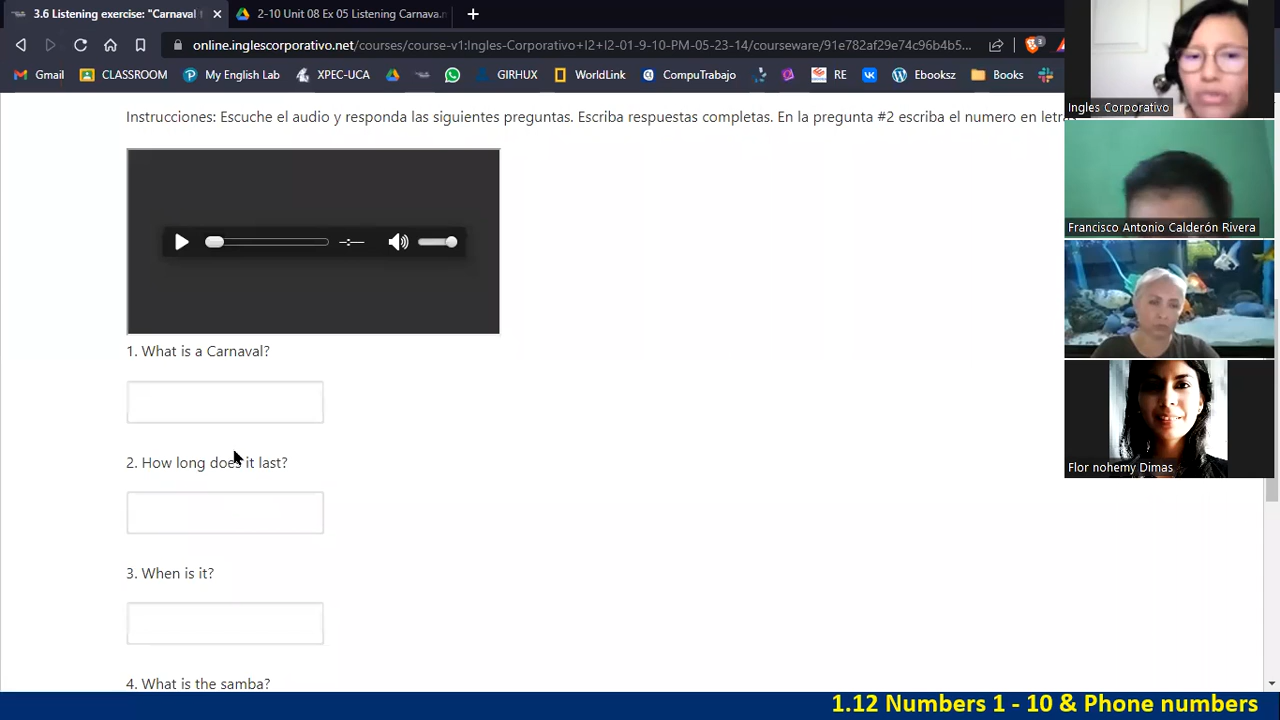 3.6 Listening exercise: "Carnaval
2-10 Unit 08 Ex 05 Listening Carnava.n
online.inglescorporativo.net/courses/course-v1:Ingles-Corporativo+I2+I2-01-9-10-PM-05-23-14/courseware/91e782af29e74c96b4b5...
3
Gmail CLASSROOM My English Lab XPEC-UCA GIRHUX WorldLink CompuTrabajo RE Ebooksz Books
Instrucciones: Escuche el audio y responda las siguientes preguntas. Escriba respuestas completas. En la pregunta #2 escriba el numero en letras
-:--
1. What is a Carnaval?
2. How long does it last?
3. When is it?
4. What is the samba?
Ingles Corporativo
Francisco Antonio Calderón Rivera
Flor nohemy Dimas
1.12 Numbers 1 - 10 & Phone numbers